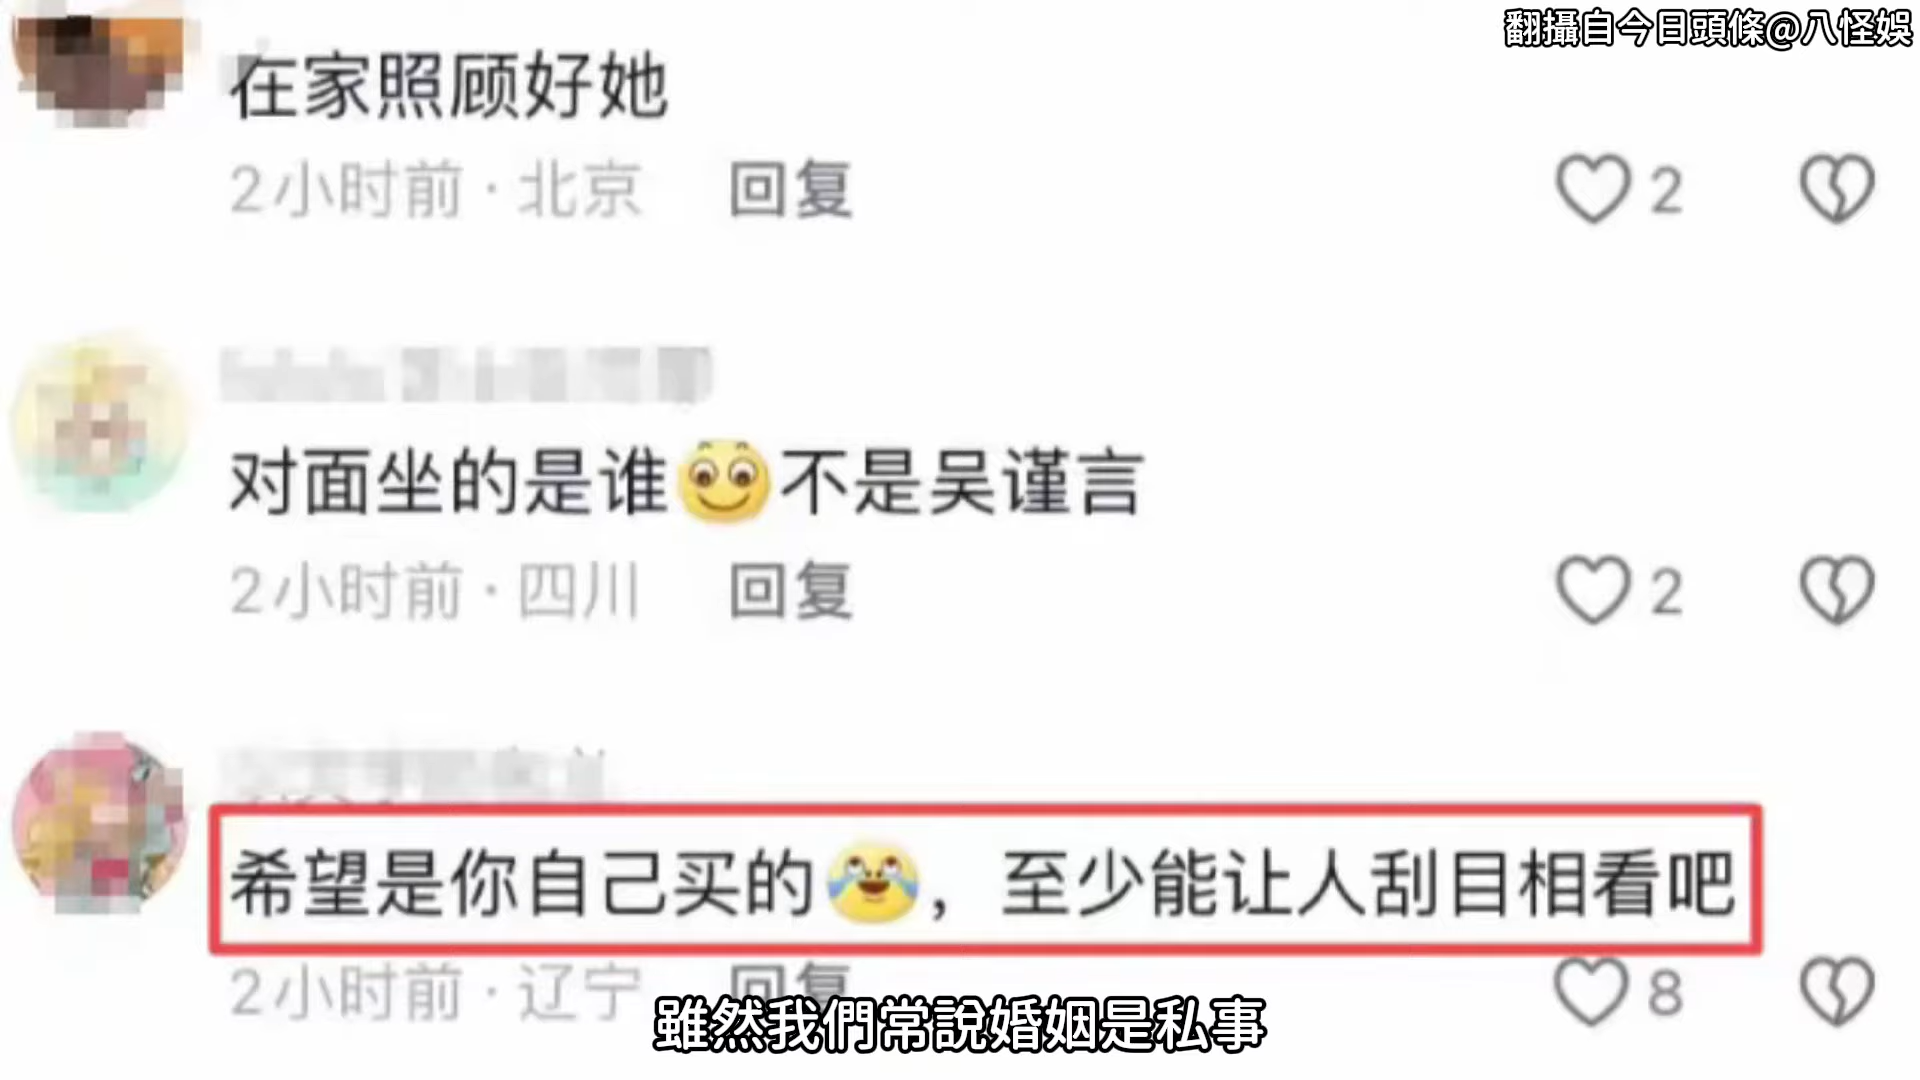 翻攝自今日頭條@八怪娛
在家照顾好她
2小时前·北京 回复
2
对面坐的是谁不是吴谨言
2小时前·四川 回复
2
希望是你自己买的，至少能让人刮目相看吧
2小时前·辽宁 回复
8
雖然我們常說婚姻是私事